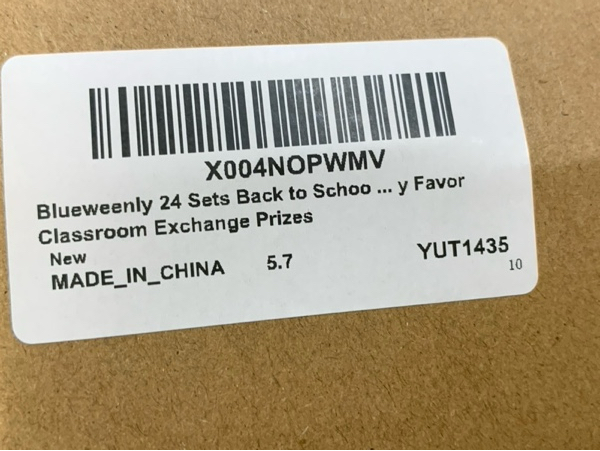 X004NOPWMV
Blueweenly 24 Sets Back to Schoo ... y Favor
Classroom Exchange Prizes
New
MADE_IN_CHINA 5.7 YUT1435
10